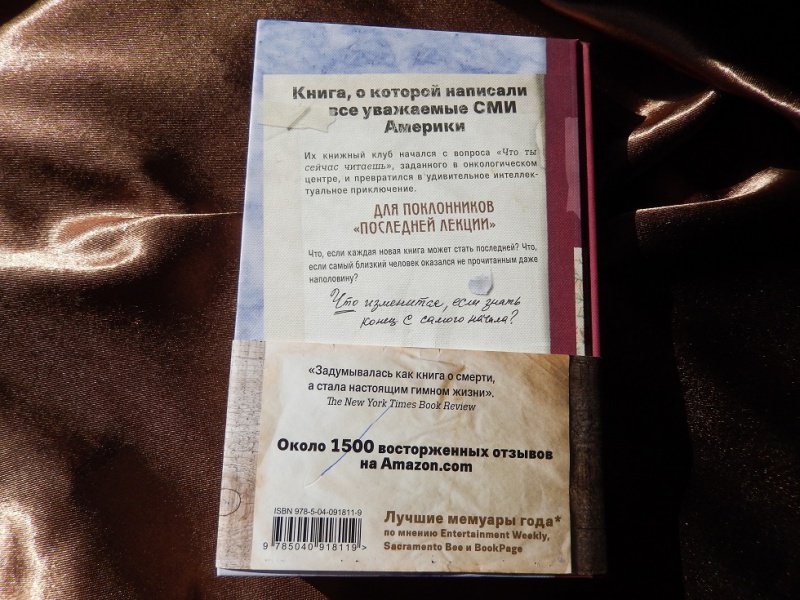 Книга, о которой написали
все уважаемые СМИ
Америки
Их книжный клуб начался с вопроса «Что ты
сейчас читаешь», заданного в онкологическом
центре, и превратился в удивительное интеллек-
туальное приключение.
ДЛЯ ПОКЛОННИКОВ
«ПОСЛЕДНЕЙ ЛЕКЦИИ»
Что, если каждая новая книга может стать последней? Что,
если самый близкий человек оказался не прочитанным даже
наполовину?
Что изменится, если знать
конец с самого начала?
«Задумывалась как книга о смерти,
а стала настоящим гимном жизни».
The New York Times Book Review
Около 1500 восторженных отзывов
на Amazon.com
ISBN 978-5-04-091811-9
9 785040 918119 >
Лучшие мемуары года*
по мнению Entertainment Weekly,
Sacramento Bee и BookPage